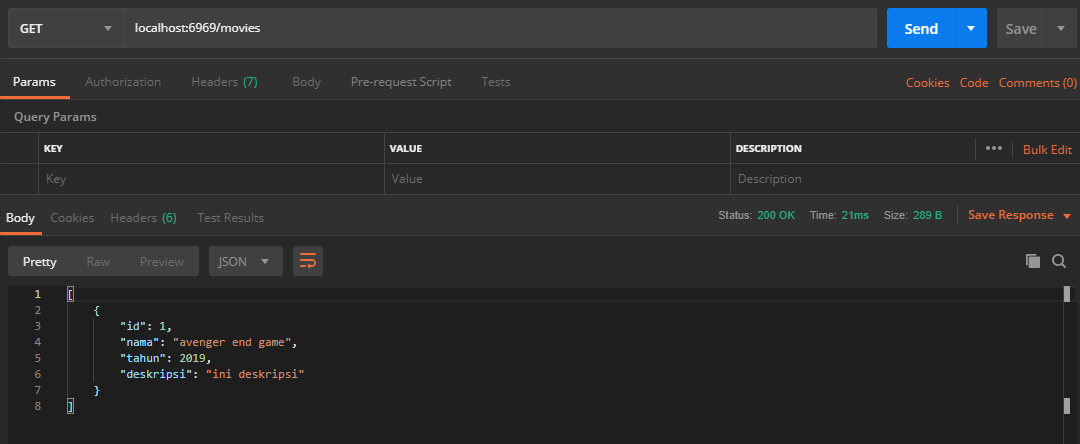 GET localhost:6969/movies Send Save
Params Authorization Headers (7) Body Pre-request Script Tests Cookies Code Comments (0)
Query Params
KEY VALUE DESCRIPTION ••• Bulk Edit
Key Value Description
Body Cookies Headers (6) Test Results Status: 200 OK Time: 21ms Size: 289 B Save Response
Pretty Raw Preview JSON
1 [
2 {
3 "id": 1,
4 "nama": "avenger end game",
5 "tahun": 2019,
6 "deskripsi": "ini deskripsi"
7 }
8 ]